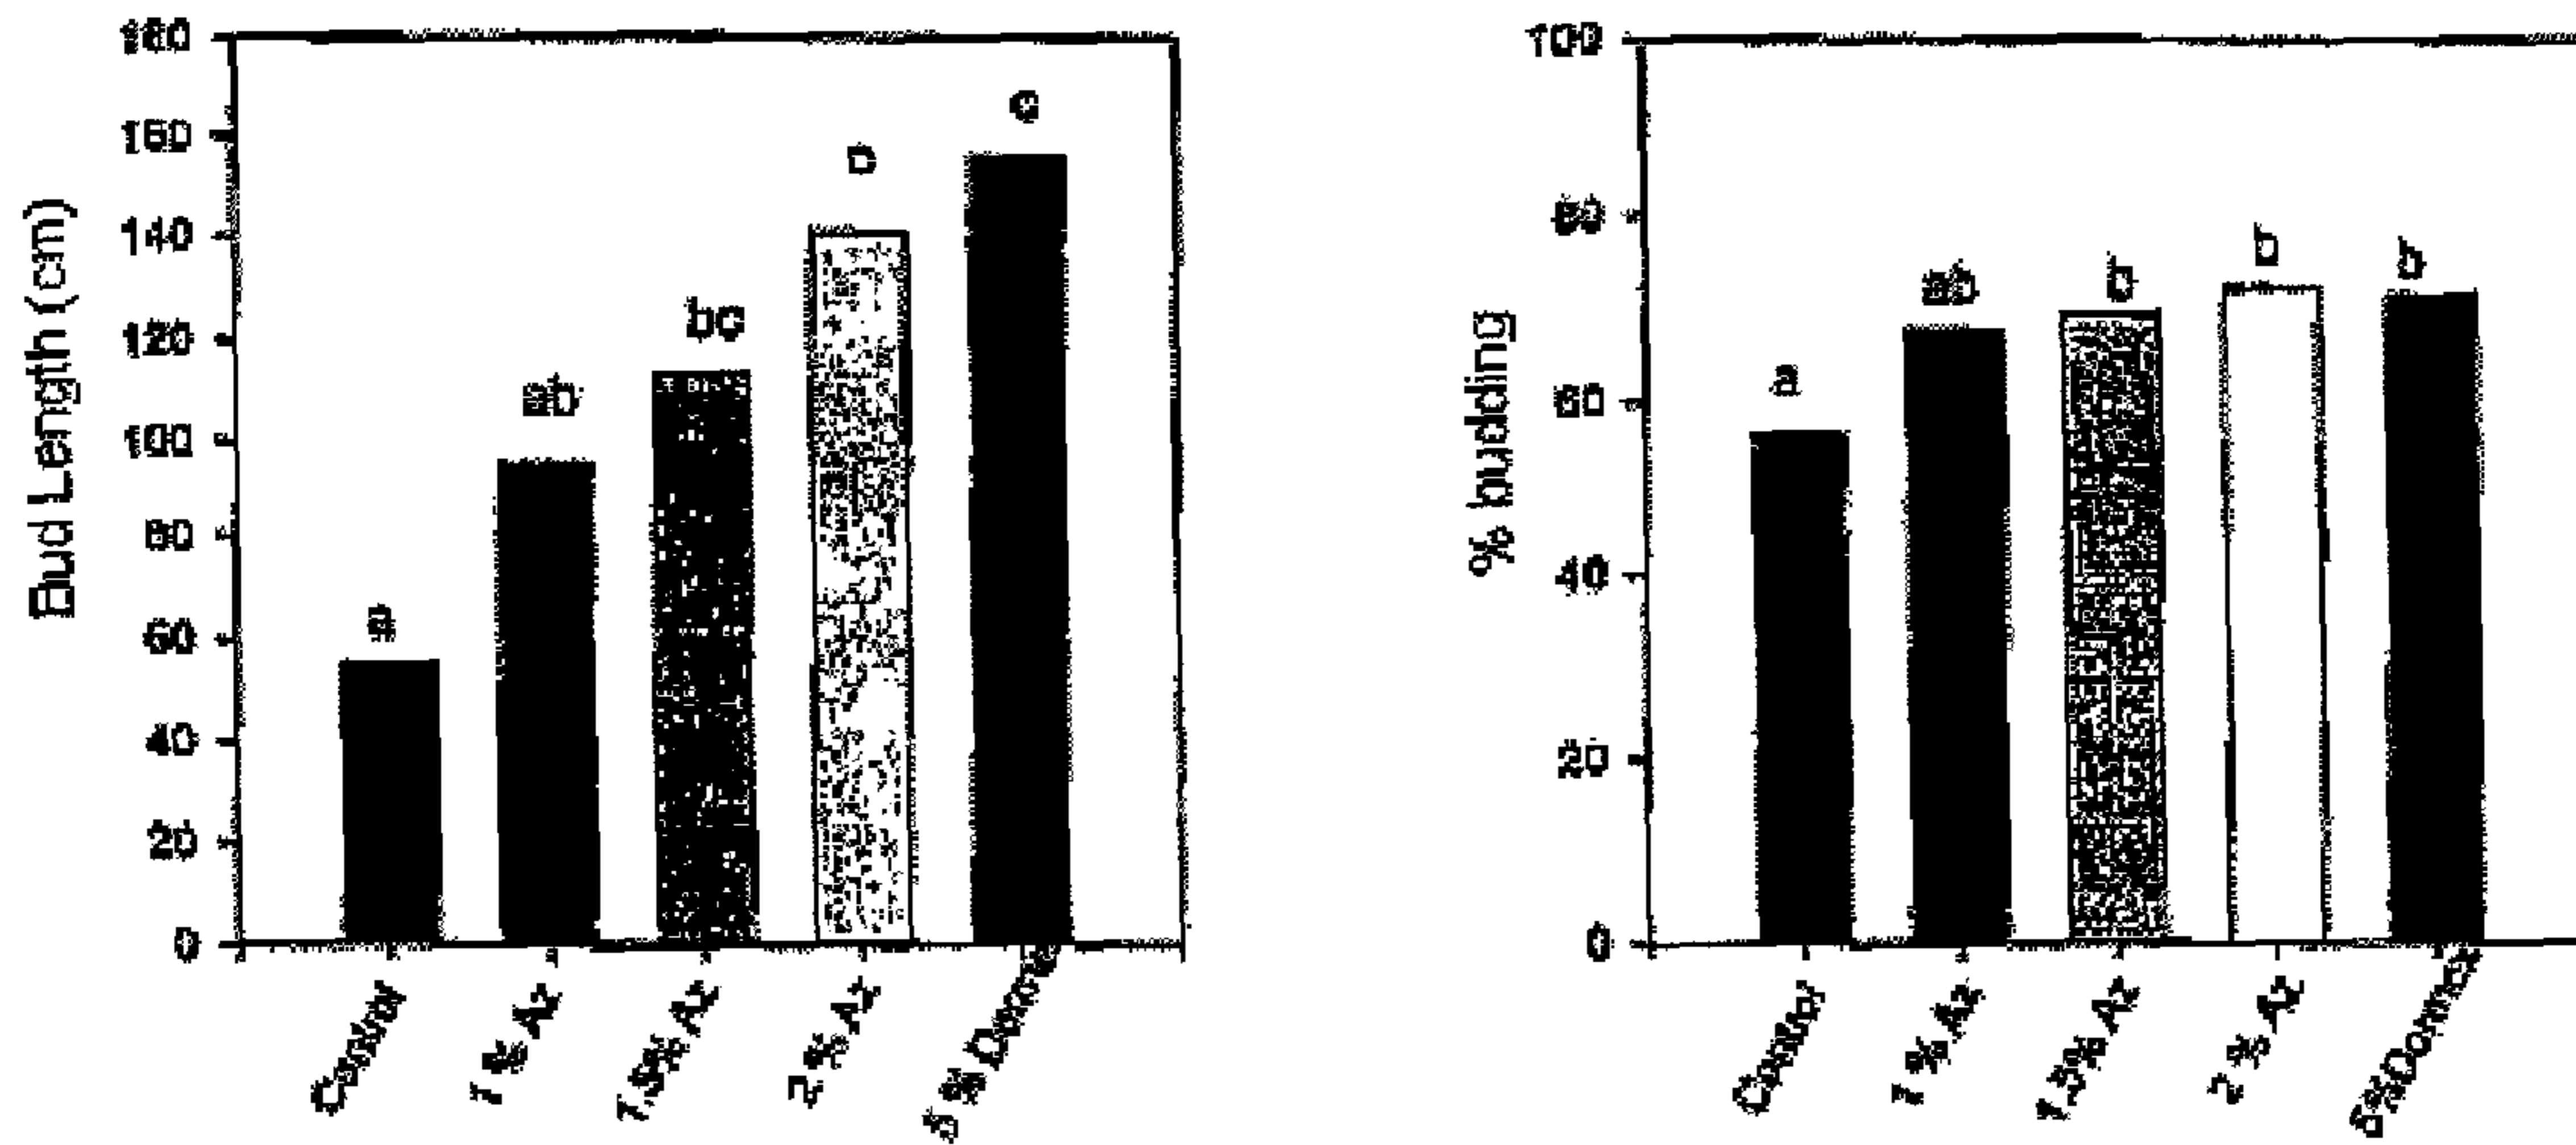 180
160
140
120
100
80
60
40
20
0
Bud Length (cm)
a
ab
bc
c
Control
1 % Az
1.5% Az
2 % Az
100
80
60
40
20
0
% budding
a
ab
b
b
b
Control
1 % Az
1.5% Az
2 % Az
5%Dormex